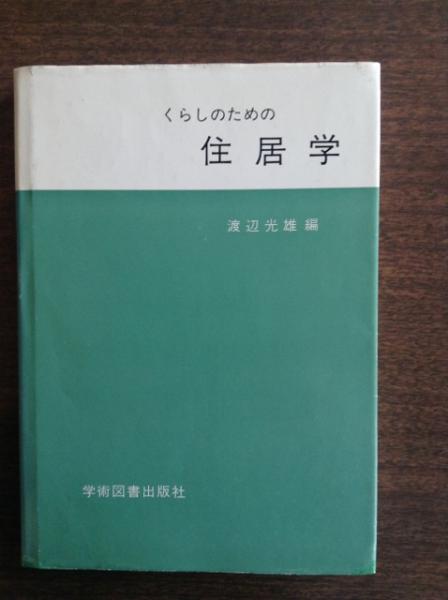 くらしのための
住居学
渡辺光雄編
学術図書出版社